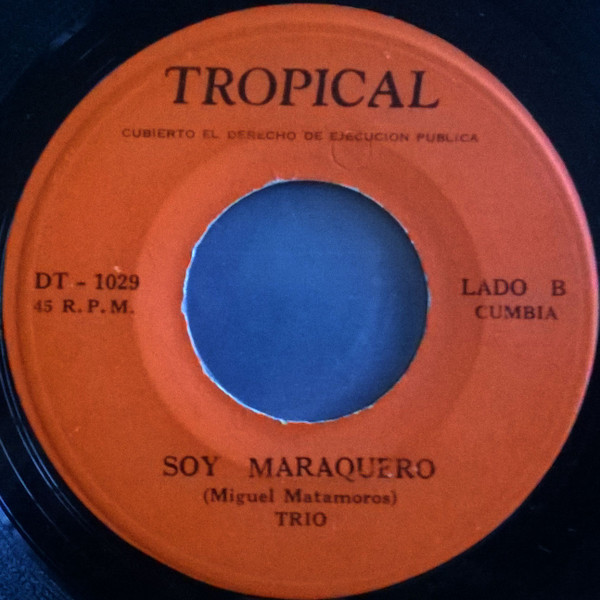 TROPICAL
CUBIERTO EL DERECHO DE EJECUCION PUBLICA
DT - 1029
45 R.P.M.
LADO B
CUMBIA
SOY MARAQUERO
(Miguel Matamoros)
TRIO